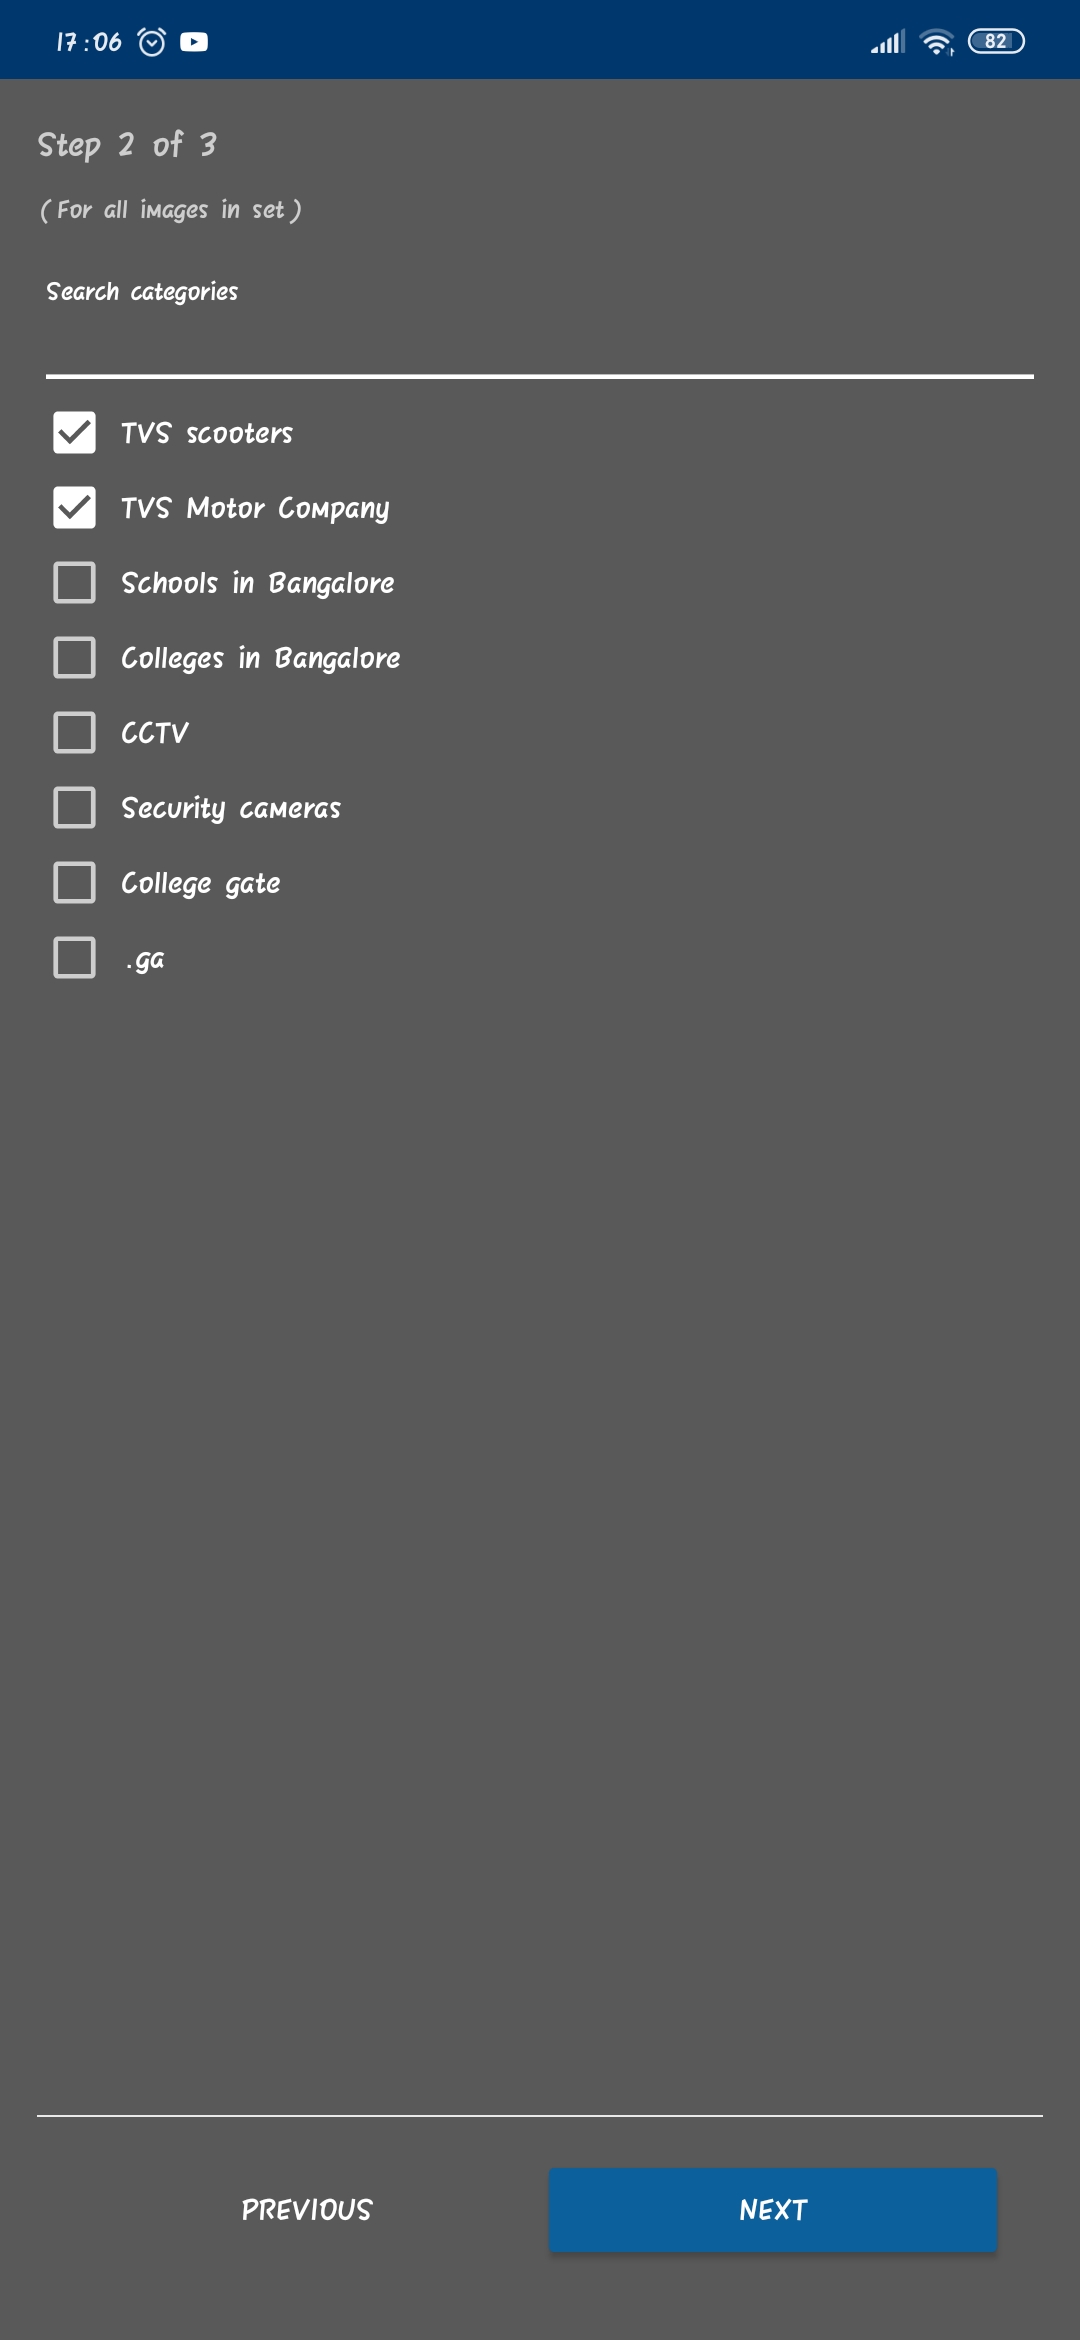 17:06 82
Step 2 of 3
(For all images in set)
Search categories
TVS scooters
TVS Motor Company
Schools in Bangalore
Colleges in Bangalore
CCTV
Security cameras
College gate
.ga
PREVIOUS NEXT